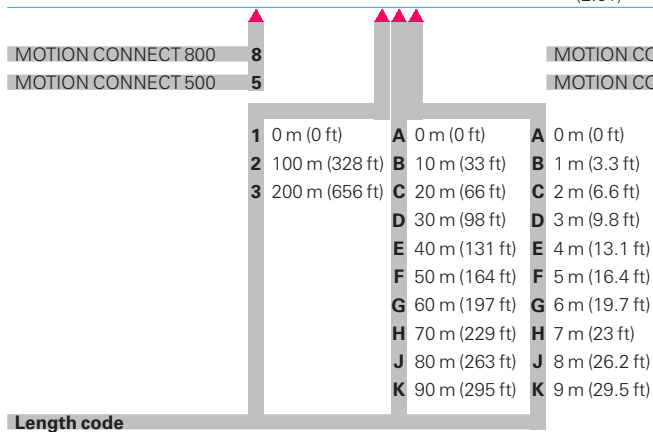 MOTION CONNECT 800 8 MOTION CO
MOTION CONNECT 500 5 MOTION CO
1 0 m (0 ft) A 0 m (0 ft) A 0 m (0 ft)
2 100 m (328 ft) B 10 m (33 ft) B 1 m (3.3 ft)
3 200 m (656 ft) C 20 m (66 ft) C 2 m (6.6 ft)
D 30 m (98 ft) D 3 m (9.8 ft)
E 40 m (131 ft) E 4 m (13.1 ft)
F 50 m (164 ft) F 5 m (16.4 ft)
G 60 m (197 ft) G 6 m (19.7 ft)
H 70 m (229 ft) H 7 m (23 ft)
J 80 m (263 ft) J 8 m (26.2 ft)
K 90 m (295 ft) K 9 m (29.5 ft)
Length code